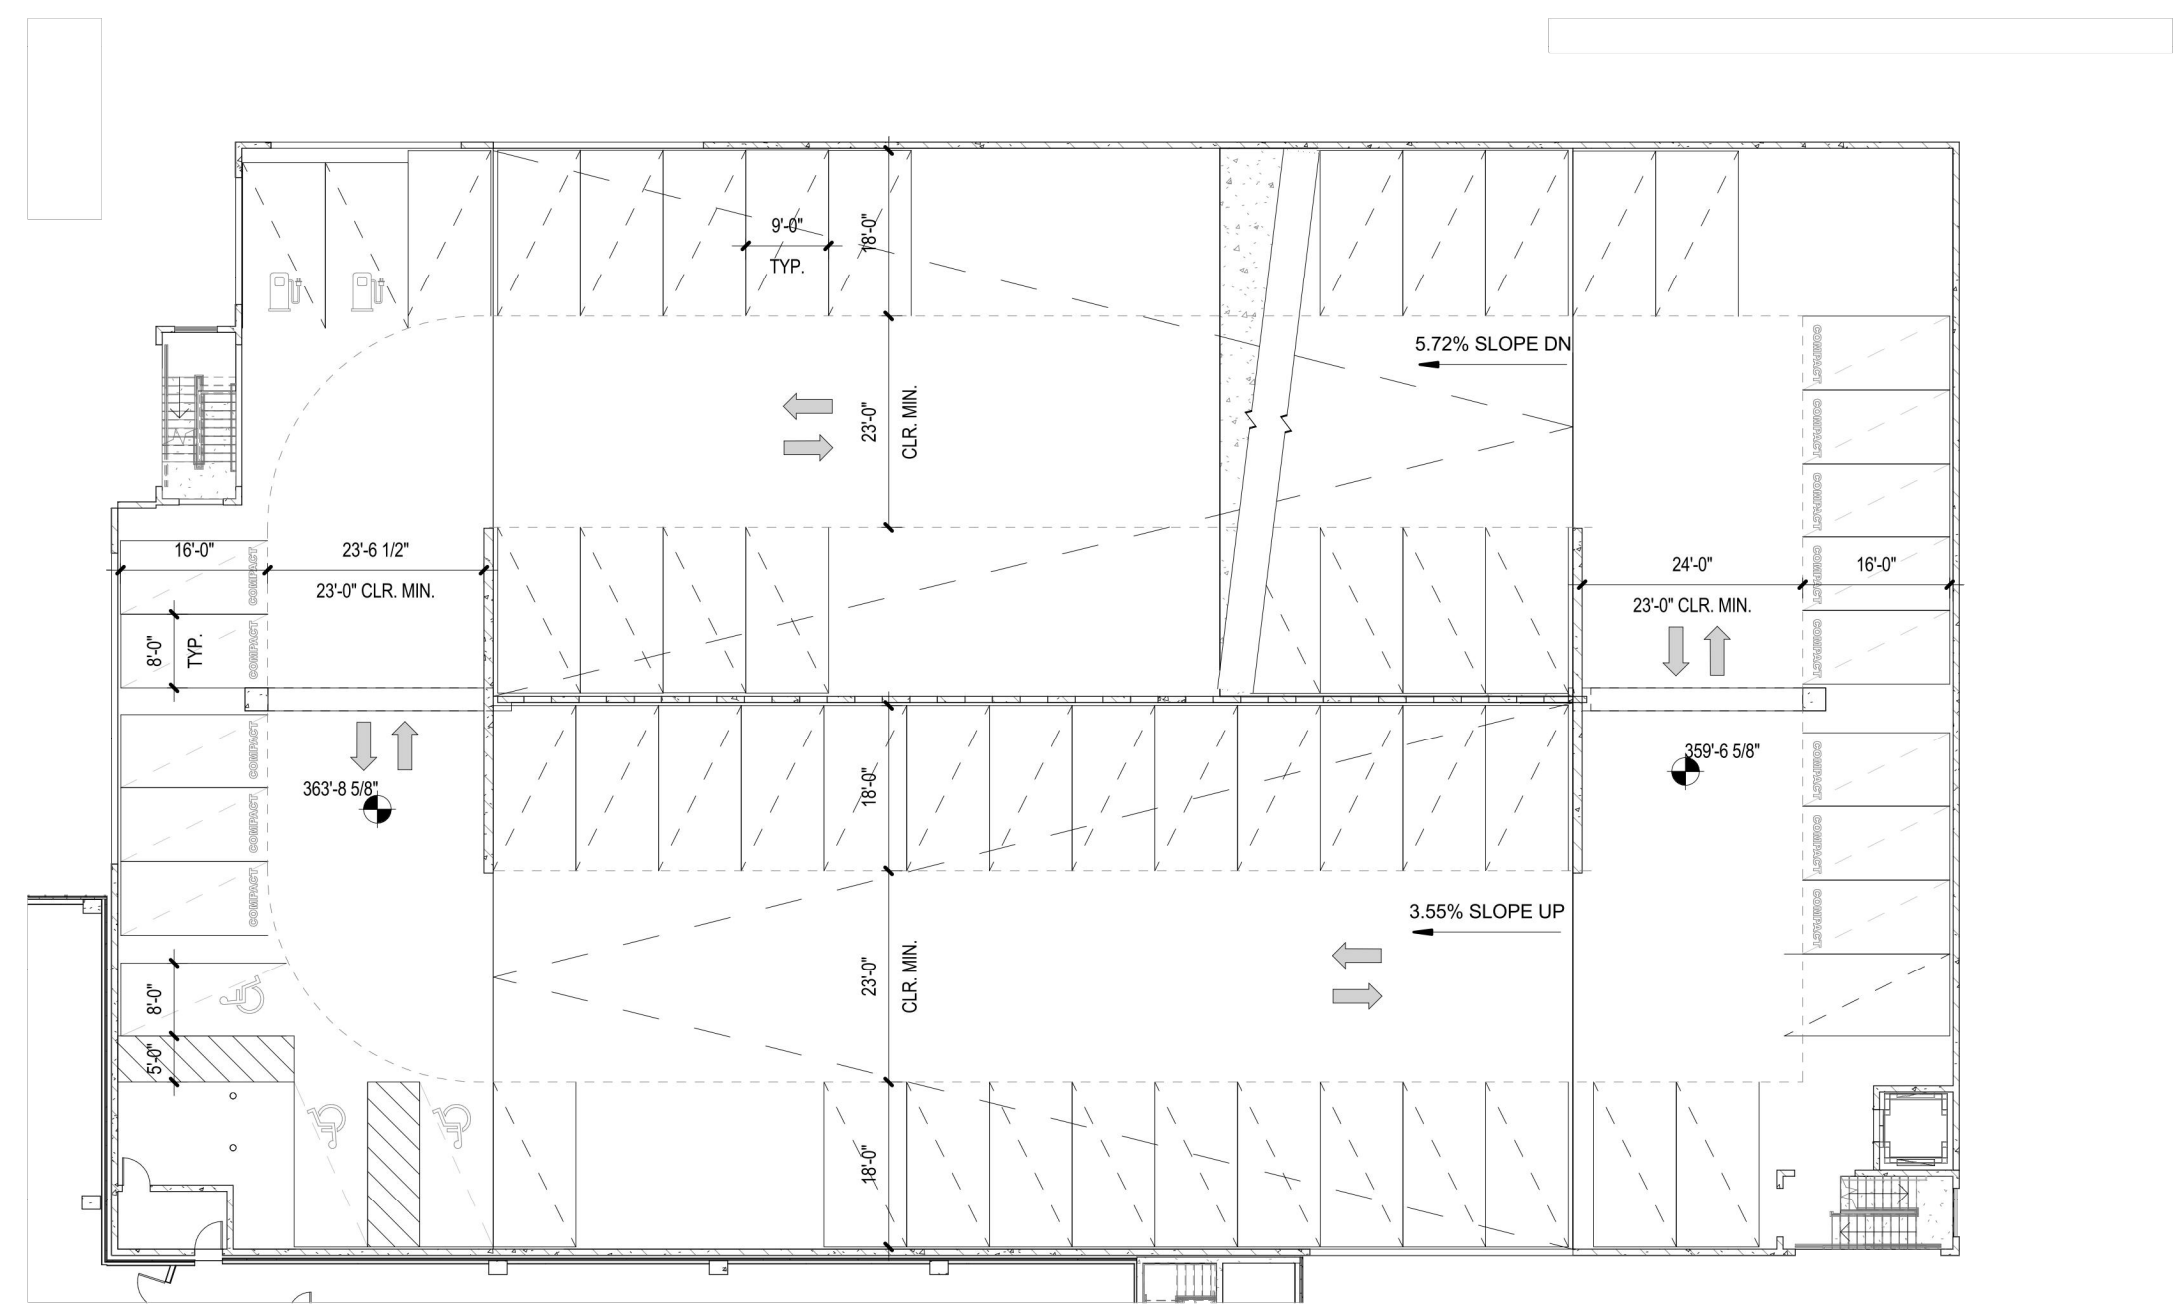 9'-0"
TYP.
18'-0"
5.72% SLOPE DN
COMPACT
COMPACT
COMPACT
COMPACT
COMPACT
23'-0"
CLR. MIN.
16'-0"
23'-6 1/2"
23'-0" CLR. MIN.
COMPACT
COMPACT
8'-0"
TYP.
24'-0"
16'-0"
23'-0" CLR. MIN.
COMPACT
COMPACT
COMPACT
363'-8 5/8"
18'-0"
359'-6 5/8"
COMPACT
COMPACT
COMPACT
3.55% SLOPE UP
23'-0"
CLR. MIN.
8'-0"
5'-0"
18'-0"